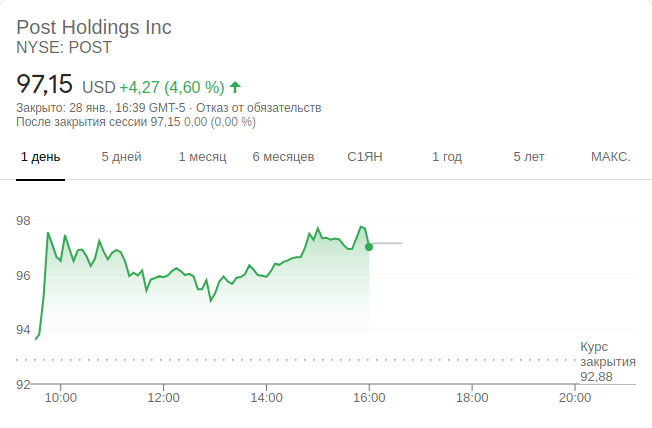 Post Holdings Inc
NYSE: POST
97,15 USD +4,27 (4,60 %)
Закрыто: 28 янв., 16:39 GMT-5 · Отказ от обязательств
После закрытия сессии 97,15 0,00 (0,00 %)
1 день 5 дней 1 месяц 6 месяцев С1ЯН 1 год 5 лет МАКС.
98
96
94
Курс
закрытия
92,88
92
10:00 12:00 14:00 16:00 18:00 20:00